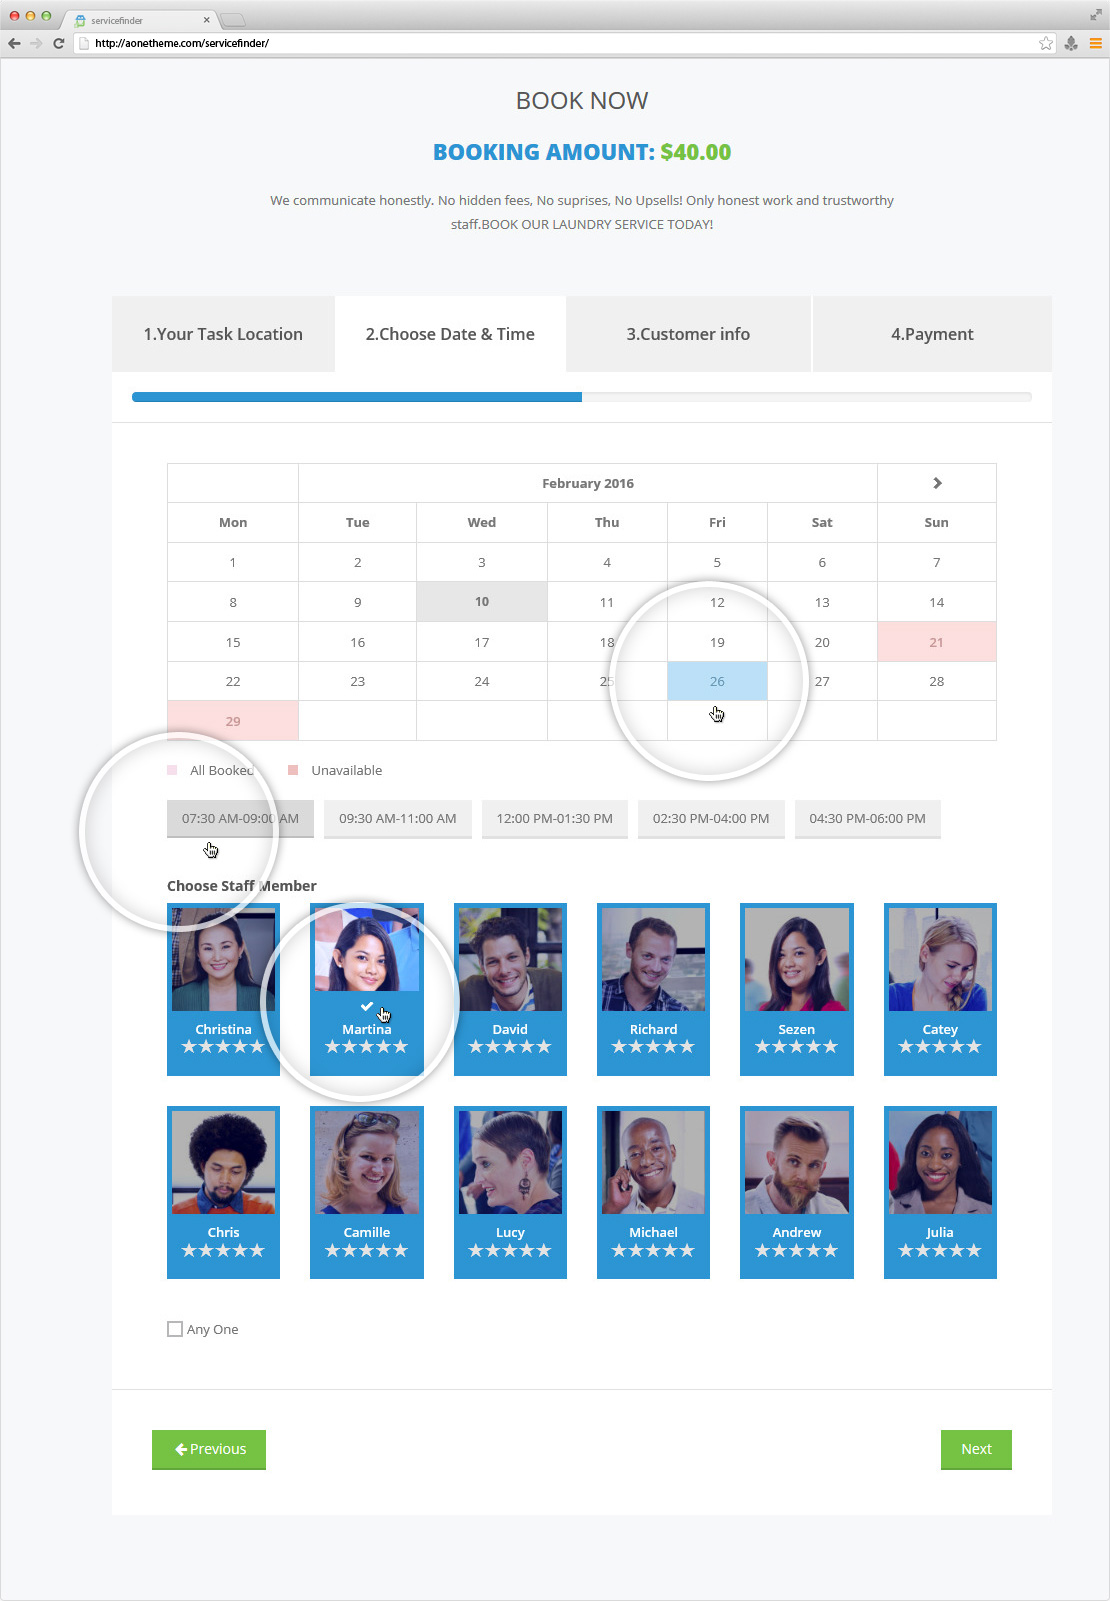 servicefinder
http://aonetheme.com/servicefinder/
BOOK NOW
BOOKING AMOUNT: $40.00
We communicate honestly. No hidden fees, No suprises, No Upsells! Only honest work and trustworthy
staff.BOOK OUR LAUNDRY SERVICE TODAY!
1.Your Task Location 2.Choose Date & Time 3.Customer info 4.Payment
February 2016
Mon Tue Wed Thu Fri Sat Sun
1 2 3 4 5 6 7
8 9 10 11 12 13 14
15 16 17 18 19 20 21
22 23 24 25 26 27 28
29
All Booked Unavailable
07:30 AM-09:00 AM 09:30 AM-11:00 AM 12:00 PM-01:30 PM 02:30 PM-04:00 PM 04:30 PM-06:00 PM
Choose Staff Member
Christina Martina David Richard Sezen Catey
Chris Camille Lucy Michael Andrew Julia
Any One
Previous Next